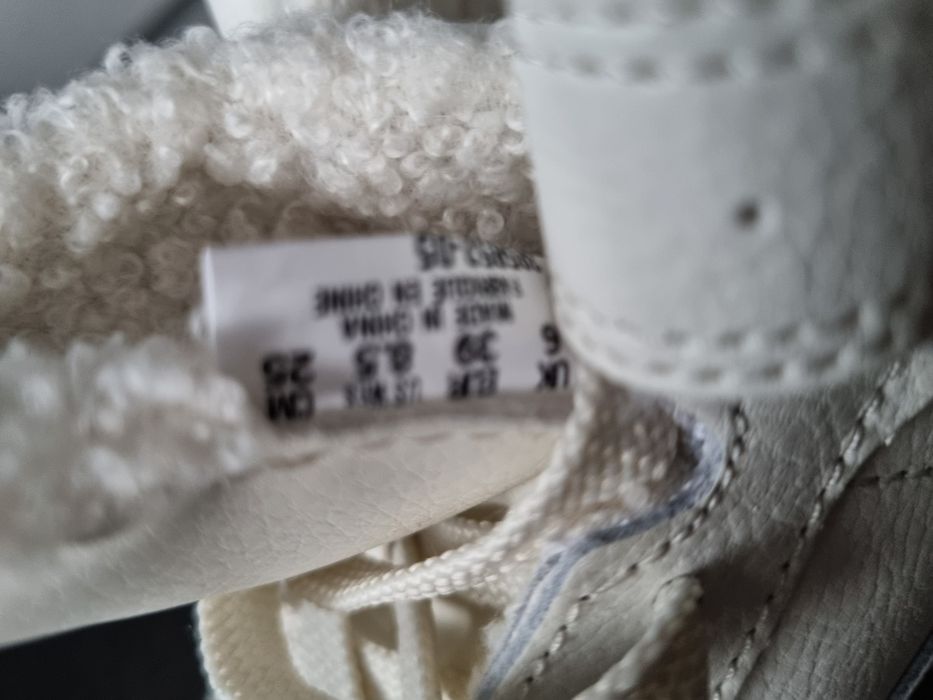 UK EUR US CM
6 39 8.5 25
MADE IN CHINA
FABRIQUE EN CHINE